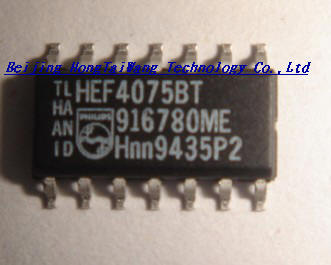 Beijing HongTaiWang Technology Co.,Ltd
TL HEF4075BT
HA PHILIPS 916780ME
AN
ID Hnn9435P2